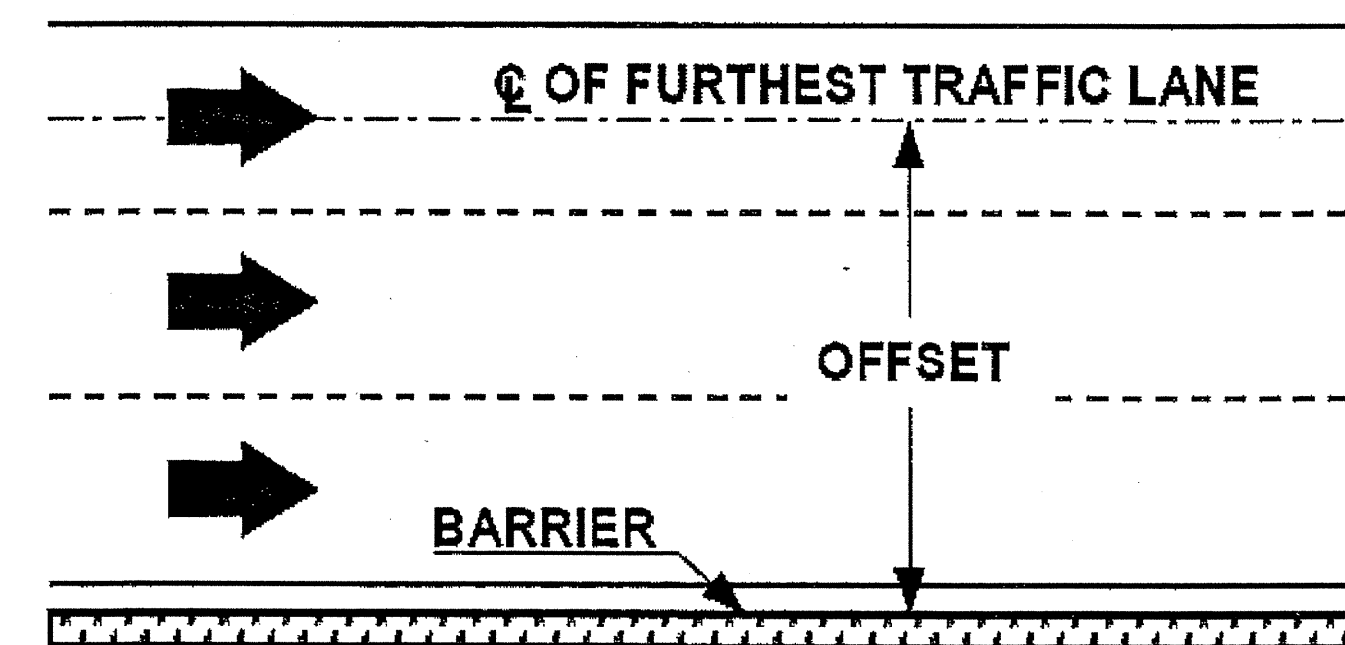 ℄ OF FURTHEST TRAFFIC LANE
OFFSET
BARRIER